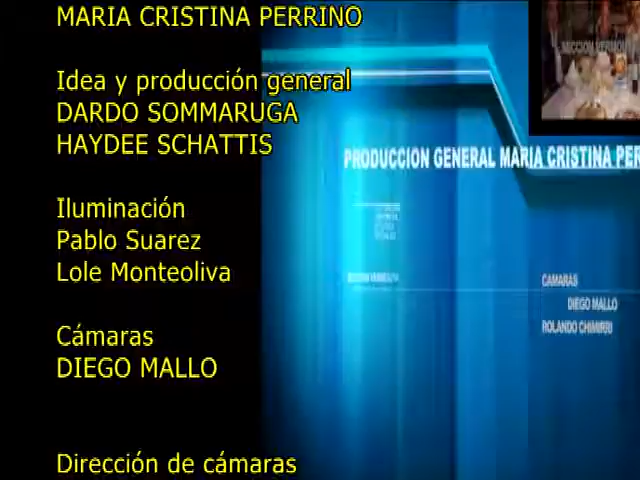 MARIA CRISTINA PERRINO
Idea y producción general
DARDO SOMMARUGA
HAYDEE SCHATTIS
Iluminación
Pablo Suarez
Lole Monteoliva
Cámaras
DIEGO MALLO
Dirección de cámaras
PRODUCCION GENERAL MARIA CRISTINA
CAMARAS
DIEGO MALLO
ROLANDO CHIMIRRI